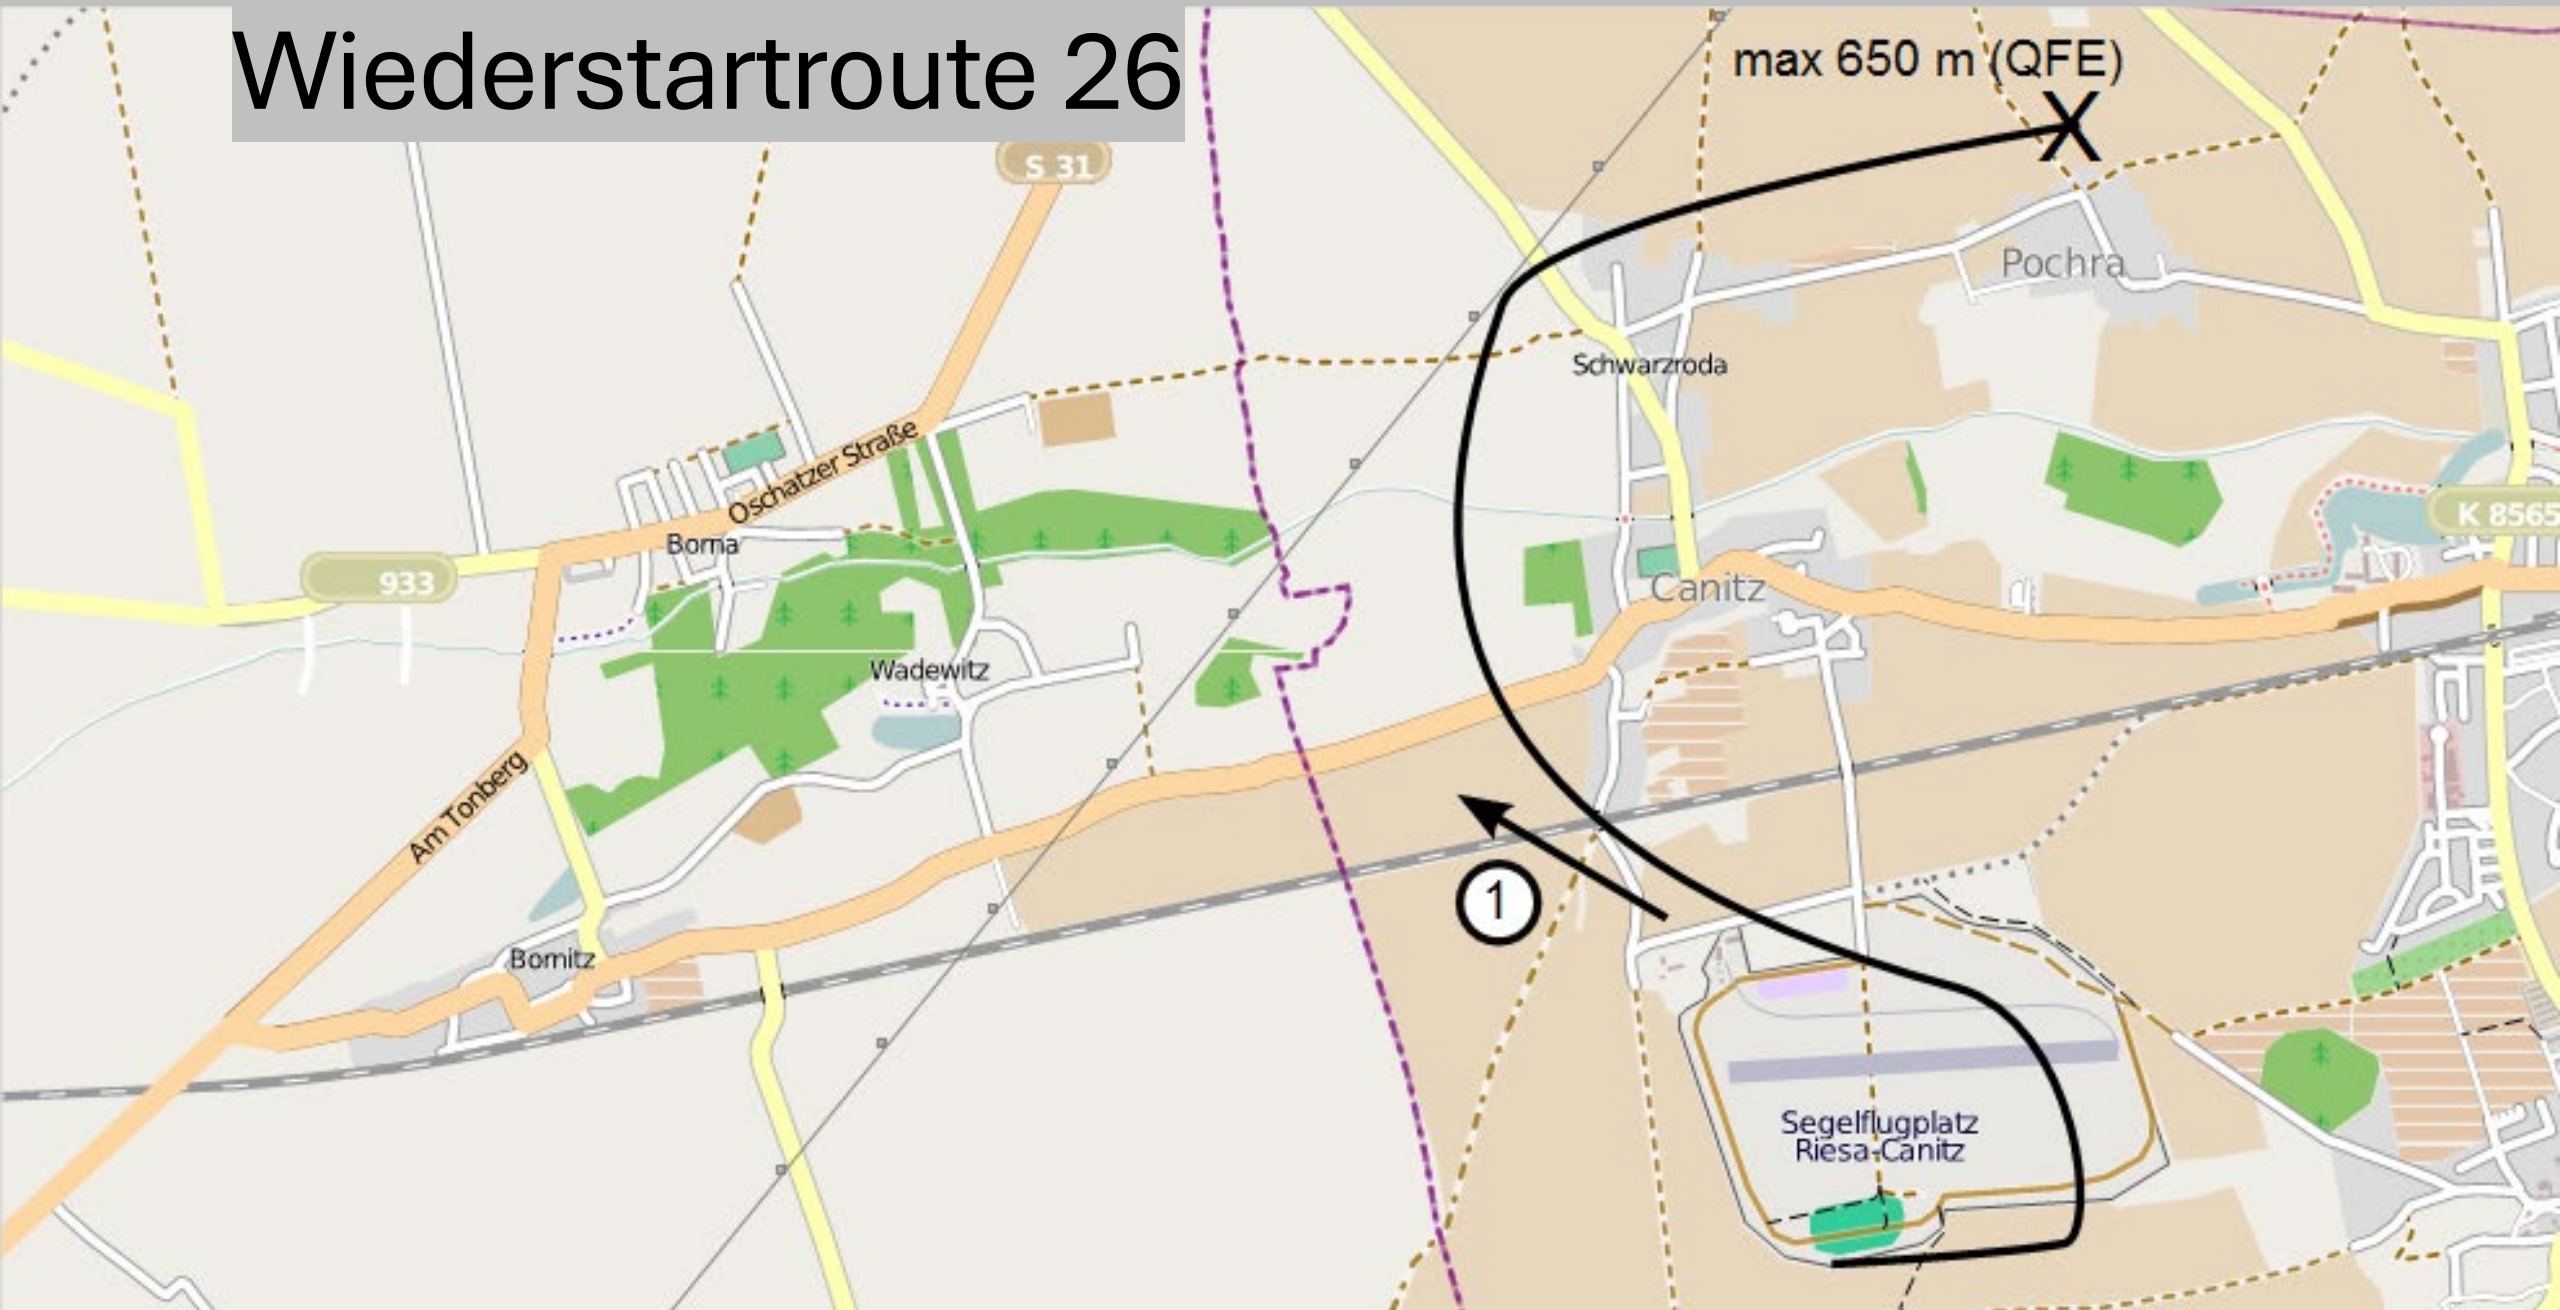 Wiederstartroute 26
max 650 m (QFE)
X
S 31
Pochra
Schwarzroda
Oschatzer Straße
K 8565
Borna
933
Canitz
Wadewitz
Am Tonberg
1
Bornitz
Segelflugplatz
Riesa-Canitz